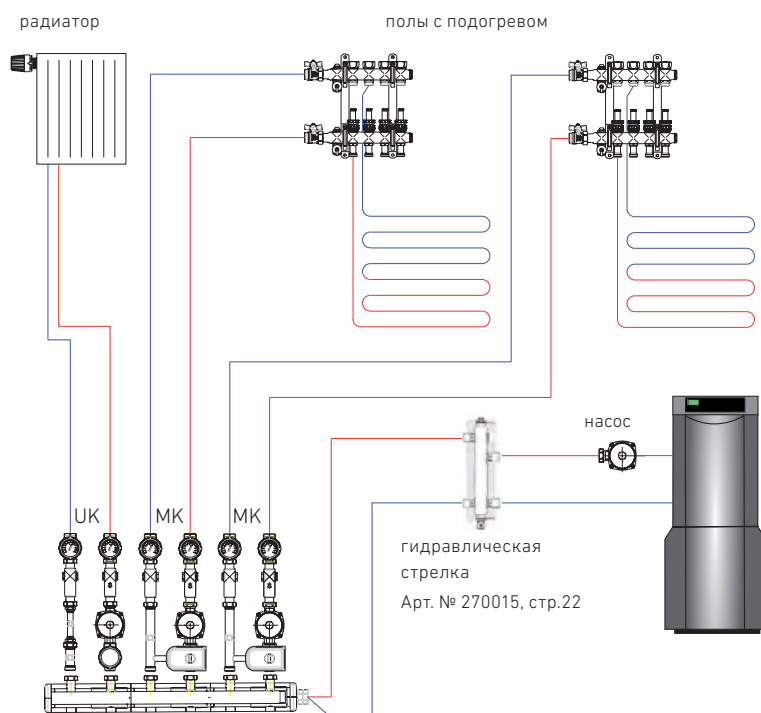 радиатор
полы с подогревом
насос
UK
MK
MK
гидравлическая
стрелка
Арт. № 270015, стр.22